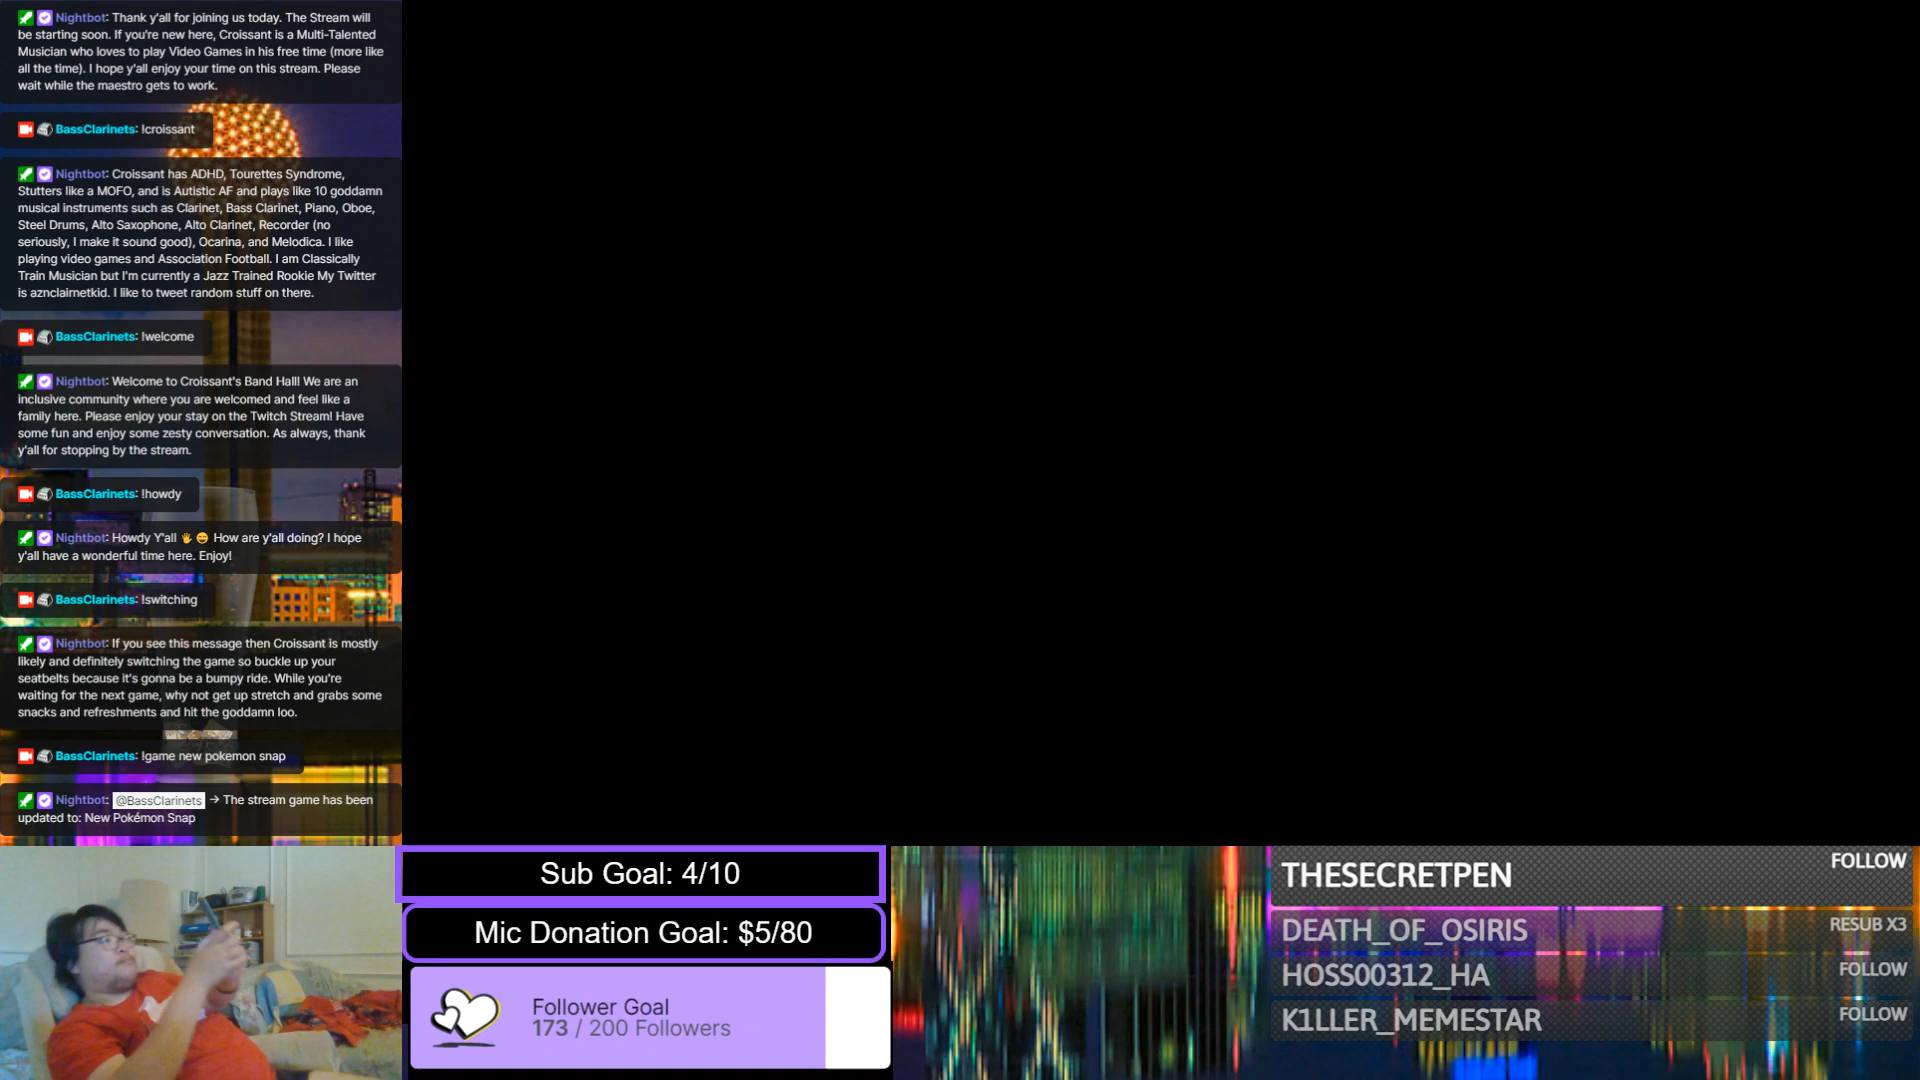 Nightbot: Thank y'all for joining us today. The Stream will
be starting soon. If you're new here, Croissant is a Multi-Talented
Musician who loves to play Video Games in his free time (more like
all the time). I hope y'all enjoy your time on this stream. Please
wait while the maestro gets to work.
BassClarinets: !croissant
Nightbot: Croissant has ADHD, Tourettes Syndrome,
Stutters like a MOFO, and is Autistic AF and plays like 10 goddamn
musical instruments such as Clarinet, Bass Clarinet, Piano, Oboe,
Steel Drums, Alto Saxophone, Alto Clarinet, Recorder (no
seriously, I make it sound good), Ocarina, and Melodica. I like
playing video games and Association Football. I am Classically
Train Musician but I'm currently a Jazz Trained Rookie My Twitter
is aznclairnetkid. I like to tweet random stuff on there.
BassClarinets: !welcome
Nightbot: Welcome to Croissant's Band Hall! We are an
inclusive community where you are welcomed and feel like a
family here. Please enjoy your stay on the Twitch Stream! Have
some fun and enjoy some zesty conversation. As always, thank
y'all for stopping by the stream.
BassClarinets: !howdy
Nightbot: Howdy Y'all 🖐 😄 How are y'all doing? I hope
y'all have a wonderful time here. Enjoy!
BassClarinets: !switching
Nightbot: If you see this message then Croissant is mostly
likely and definitely switching the game so buckle up your
seatbelts because it's gonna be a bumpy ride. While you're
waiting for the next game, why not get up stretch and grabs some
snacks and refreshments and hit the goddamn loo.
BassClarinets: !game new pokemon snap
Nightbot: @BassClarinets → The stream game has been
updated to: New Pokémon Snap
Sub Goal: 4/10
Mic Donation Goal: $5/80
Follower Goal
173 / 200 Followers
THESECRETPEN FOLLOW
DEATH_OF_OSIRIS RESUB X3
HOSS00312_HA FOLLOW
K1LLER_MEMESTAR FOLLOW